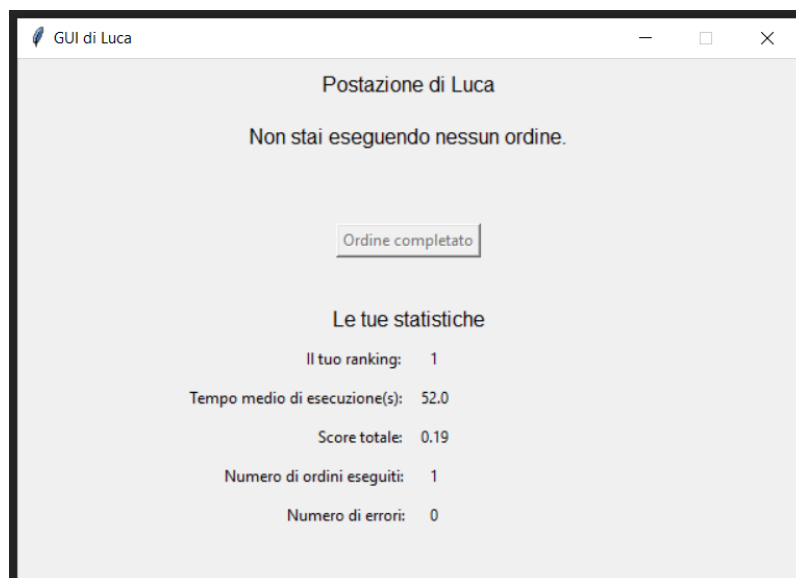 GUI di Luca
Postazione di Luca
Non stai eseguendo nessun ordine.
Ordine completato
Le tue statistiche
Il tuo ranking: 1
Tempo medio di esecuzione(s): 52.0
Score totale: 0.19
Numero di ordini eseguiti: 1
Numero di errori: 0